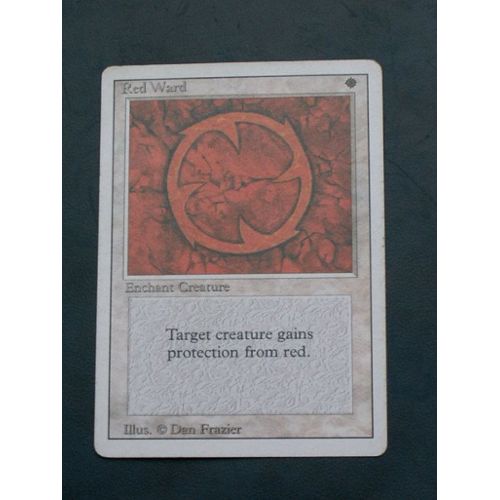 Red Ward
Enchant Creature
Target creature gains
protection from red.
Illus. © Dan Frazier